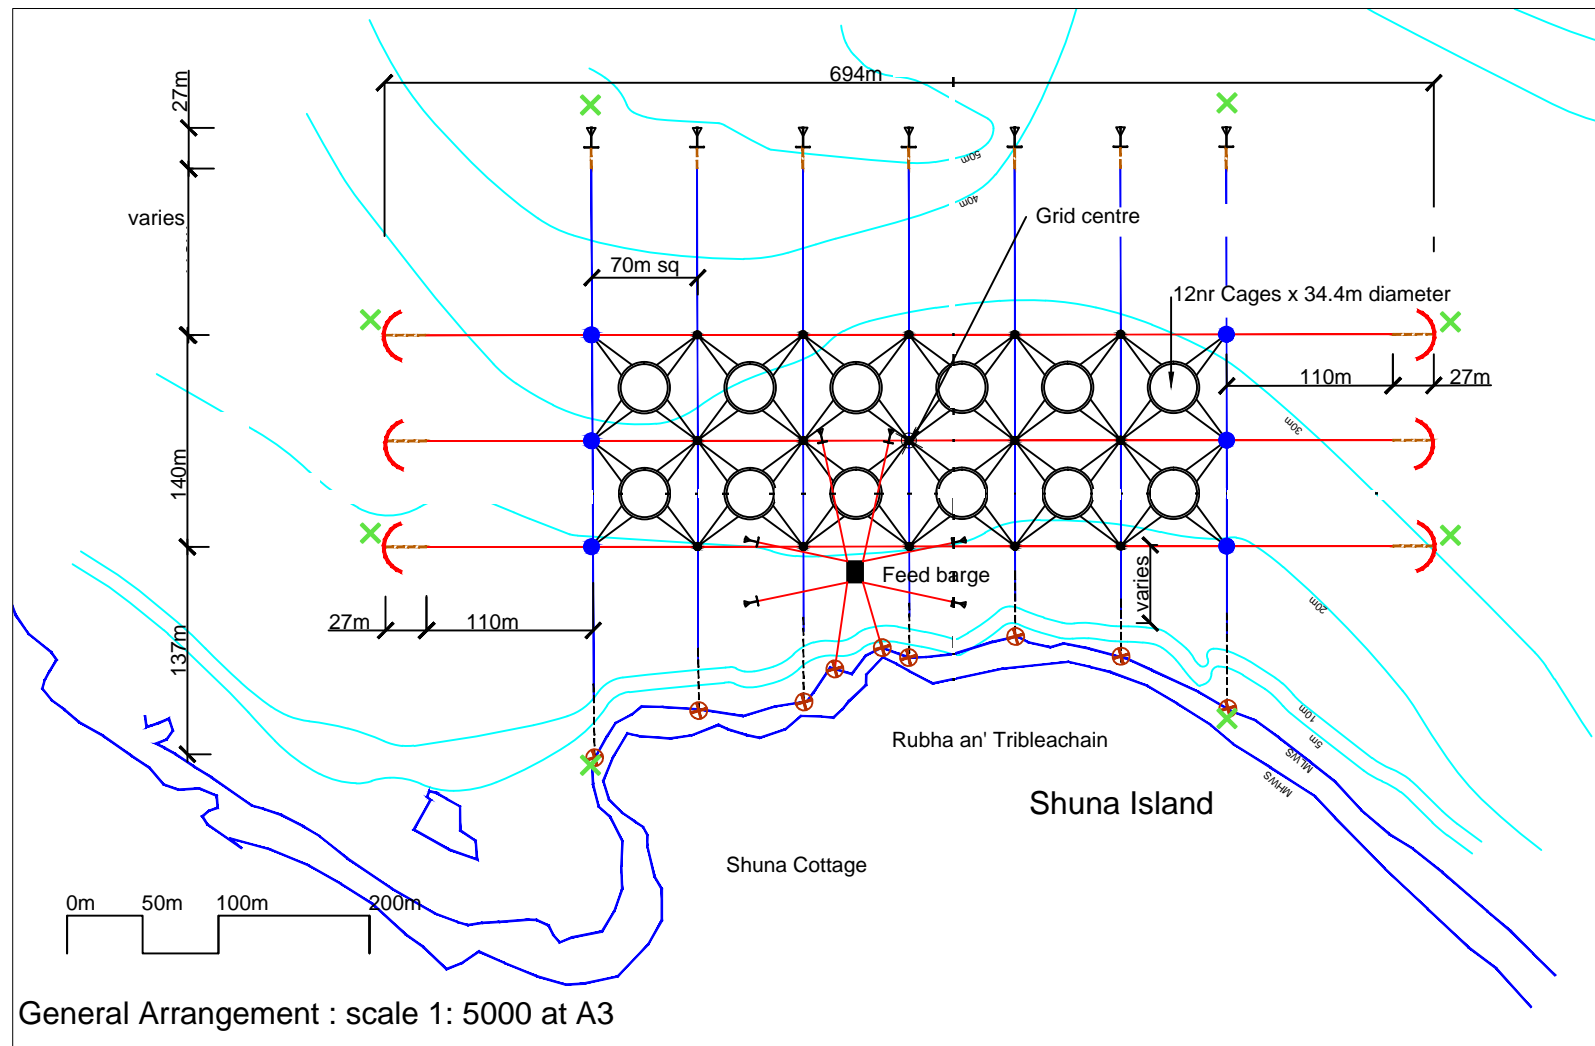 694m
27m
50m
40m
varies
Grid centre
70m sq
12nr Cages x 34.4m diameter
110m
27m
30m
140m
Feed barge
varies
20m
27m
110m
137m
10m
5m
MLWS
MHWS
Rubha an' Tribleachain
Shuna Island
Shuna Cottage
0m 50m 100m 200m
General Arrangement : scale 1: 5000 at A3